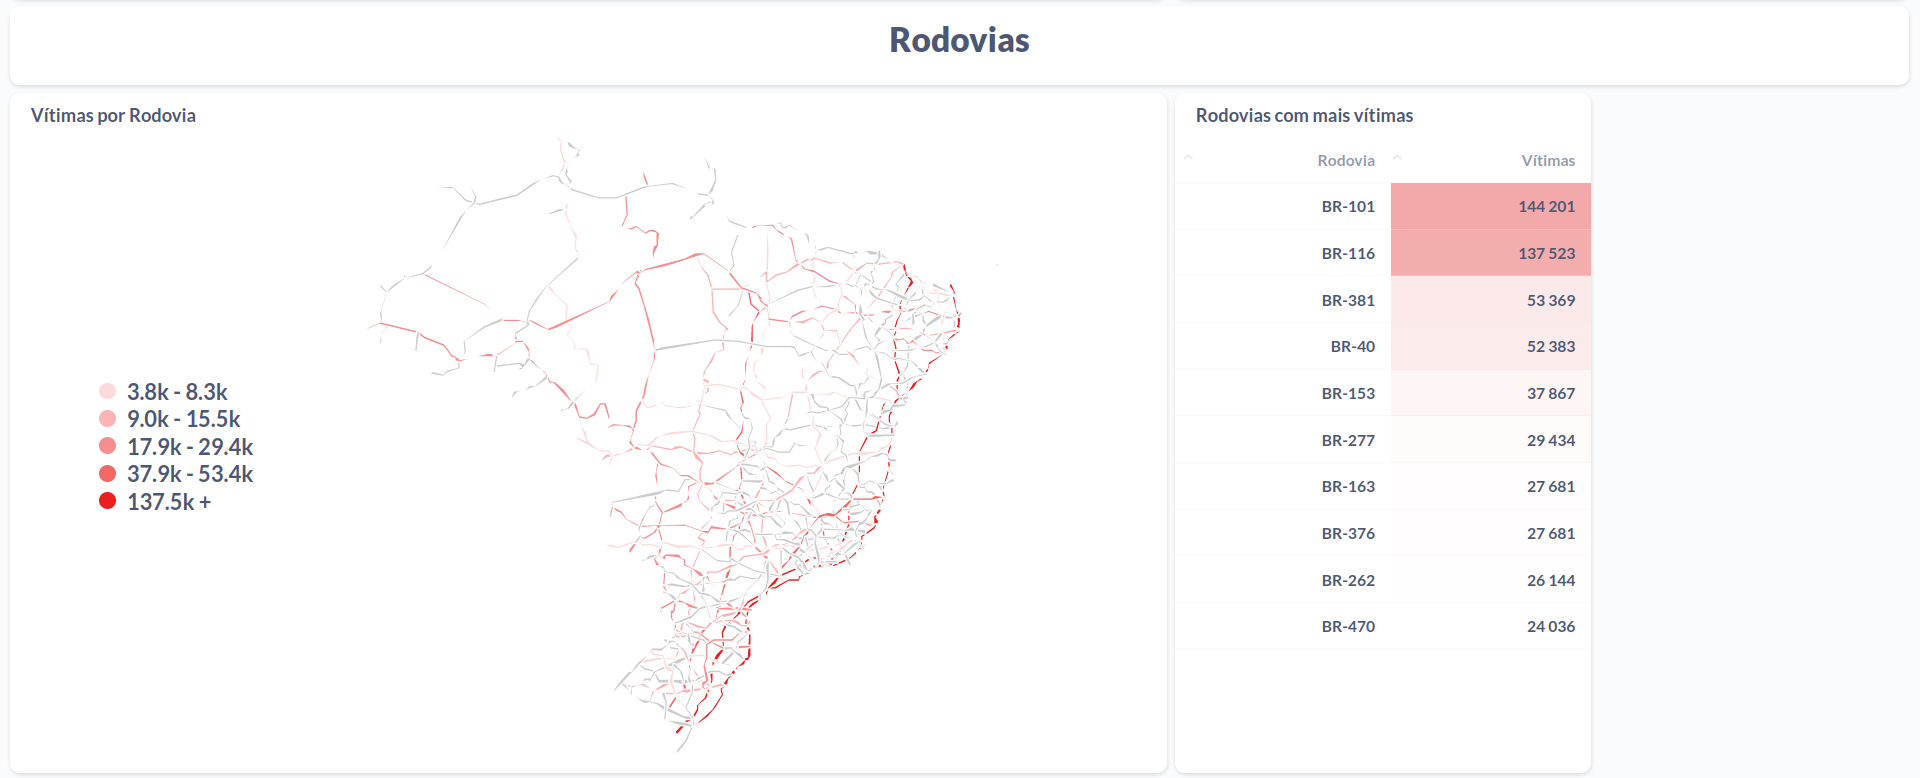 Rodovias
Vítimas por Rodovia
3.8k - 8.3k
9.0k - 15.5k
17.9k - 29.4k
37.9k - 53.4k
137.5k +
Rodovias com mais vítimas
Rodovia Vítimas
BR-101 144 201
BR-116 137 523
BR-381 53 369
BR-40 52 383
BR-153 37 867
BR-277 29 434
BR-163 27 681
BR-376 27 681
BR-262 26 144
BR-470 24 036